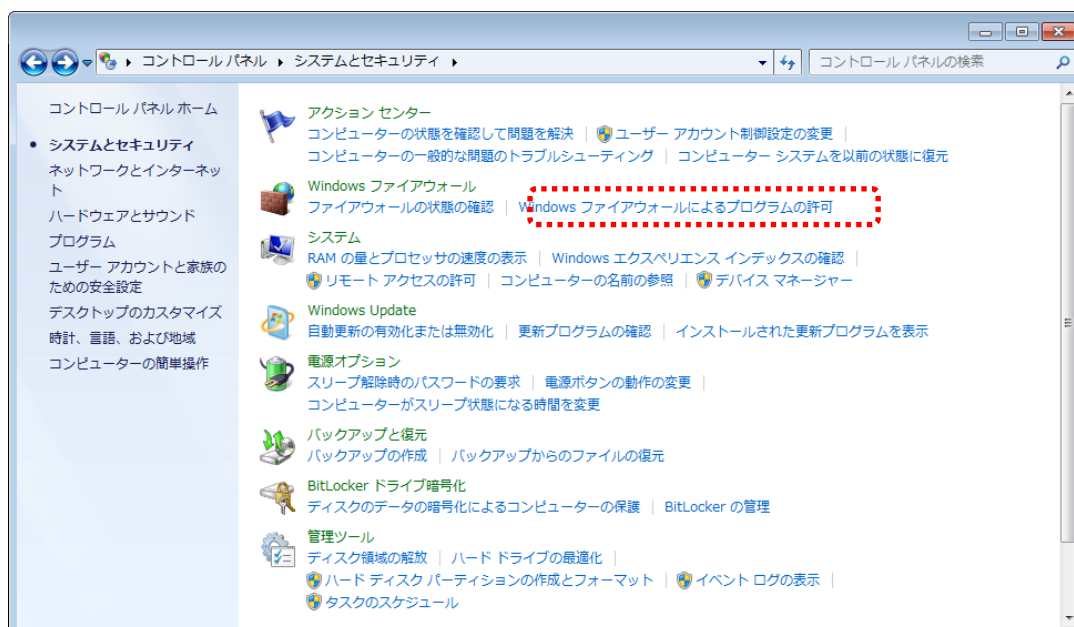 コントロール パネル ▸ システムとセキュリティ ▸
コントロール パネルの検索
コントロール パネル ホーム
システムとセキュリティ
ネットワークとインターネッ
ト
ハードウェアとサウンド
プログラム
ユーザー アカウントと家族の
ための安全設定
デスクトップのカスタマイズ
時計、言語、および地域
コンピューターの簡単操作
アクション センター
コンピューターの状態を確認して問題を解決 | ユーザー アカウント制御設定の変更 |
コンピューターの一般的な問題のトラブルシューティング | コンピューター システムを以前の状態に復元
Windows ファイアウォール
ファイアウォールの状態の確認 | Windows ファイアウォールによるプログラムの許可
システム
RAM の量とプロセッサの速度の表示 | Windows エクスペリエンス インデックスの確認 |
リモート アクセスの許可 | コンピューターの名前の参照 | デバイス マネージャー
Windows Update
自動更新の有効化または無効化 | 更新プログラムの確認 | インストールされた更新プログラムを表示
電源オプション
スリープ解除時のパスワードの要求 | 電源ボタンの動作の変更 |
コンピューターがスリープ状態になる時間を変更
バックアップと復元
バックアップの作成 | バックアップからのファイルの復元
BitLocker ドライブ暗号化
ディスクのデータの暗号化によるコンピューターの保護 | BitLocker の管理
管理ツール
ディスク領域の解放 | ハード ドライブの最適化 |
ハード ディスク パーティションの作成とフォーマット | イベント ログの表示 |
タスクのスケジュール